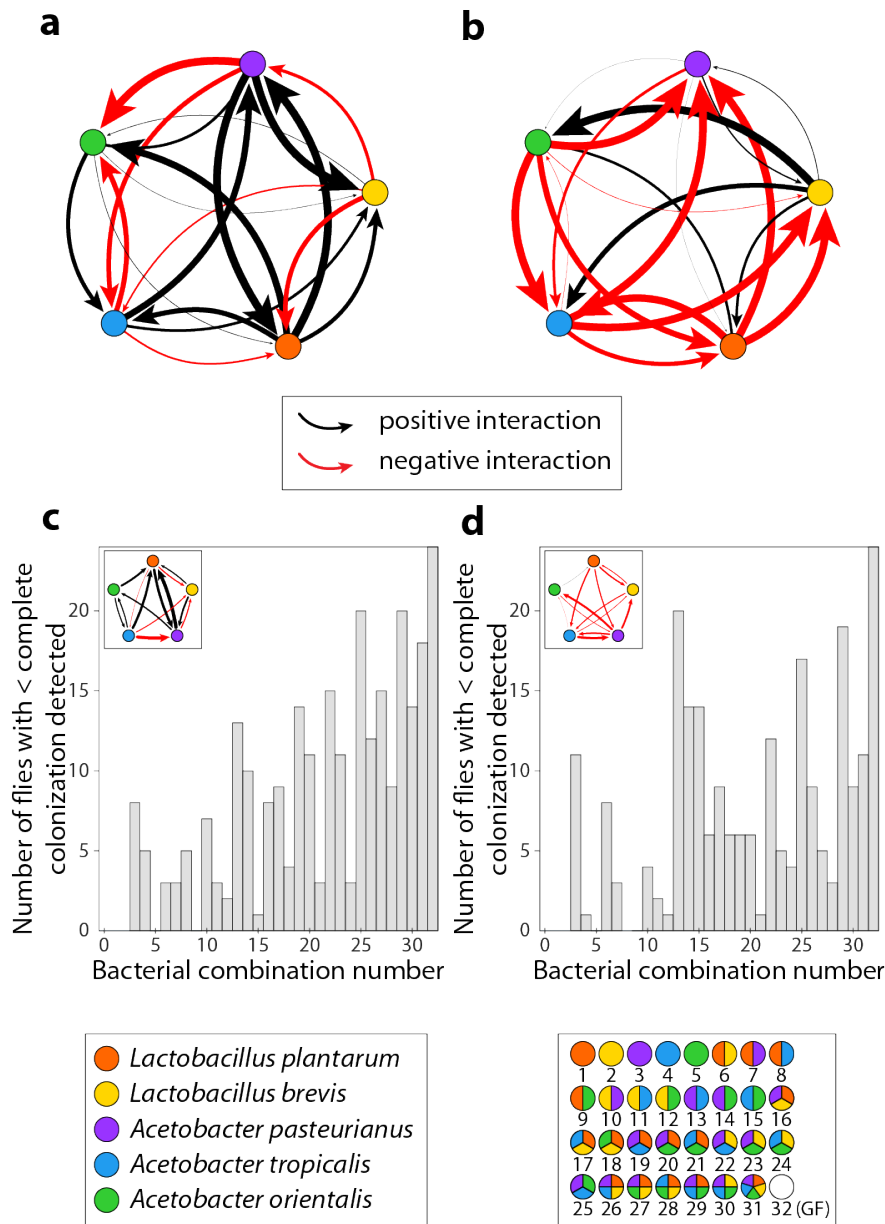 a
b
positive interaction
negative interaction
c
d
Number of flies with < complete
colonization detected
20
15
10
5
0
0 5 10 15 20 25 30
Bacterial combination number
Number of flies with < complete
colonization detected
20
15
10
5
0
0 5 10 15 20 25 30
Bacterial combination number
Lactobacillus plantarum
Lactobacillus brevis
Acetobacter pasteurianus
Acetobacter tropicalis
Acetobacter orientalis
1 2 3 4 5 6 7 8
9 10 11 12 13 14 15 16
17 18 19 20 21 22 23 24
25 26 27 28 29 30 31 32 (GF)